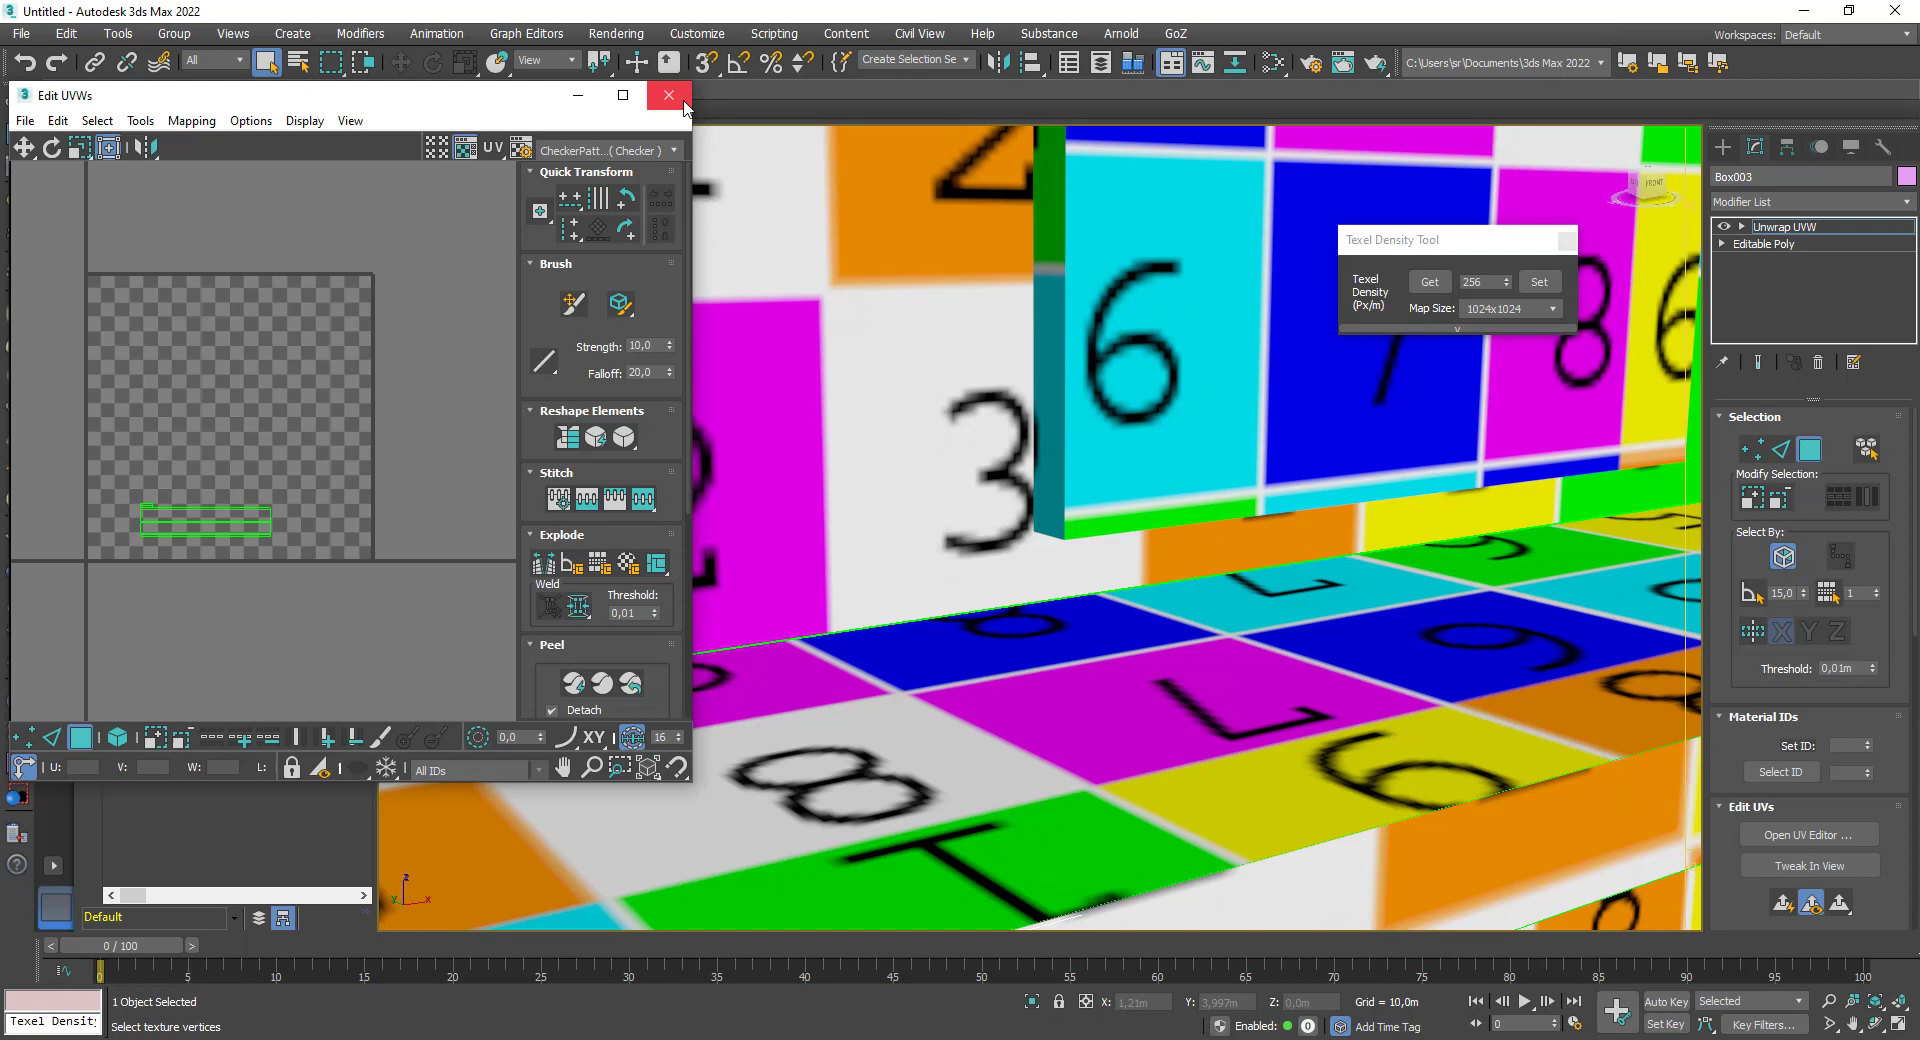 Untitled - Autodesk 3ds Max 2022
File Edit Tools Group Views Create Modifiers Animation Graph Editors Rendering Customize Scripting Content Civil View Help Substance Arnold GoZ
Workspaces: Default
All View Create Selection Se C:\Users\sr\Documents\3ds Max 2022
Edit UVWs
File Edit Select Tools Mapping Options Display View
UV CheckerPatt...( Checker )
Quick Transform
Brush
Strength: 10,0
Falloff: 20,0
Reshape Elements
Stitch
Explode
Weld
Threshold:
0,01
Peel
Detach
0,0 XY 16
U: V: W: L: All IDs
4
3
6
7
8
6
8
7
6
FRONT
Texel Density Tool
Texel Density (Px/m)
Get 256 Set
Map Size: 1024x1024
Box003
Modifier List
Unwrap UVW
Editable Poly
Selection
Modify Selection:
Select By:
15,0 1
X Y Z
Threshold: 0,01m
Material IDs
Set ID:
Select ID
Edit UVs
Open UV Editor ...
Tweak In View
z
y x
Default
0 / 100
0 5 10 15 20 25 30 35 40 45 50 55 60 65 70 75 80 85 90 95 100
1 Object Selected
X: 1,21m Y: 3,997m Z: 0,0m Grid = 10,0m
Auto Key Selected
Texel Density
Select texture vertices
Enabled: 0 Add Time Tag
0 Set Key Key Filters...